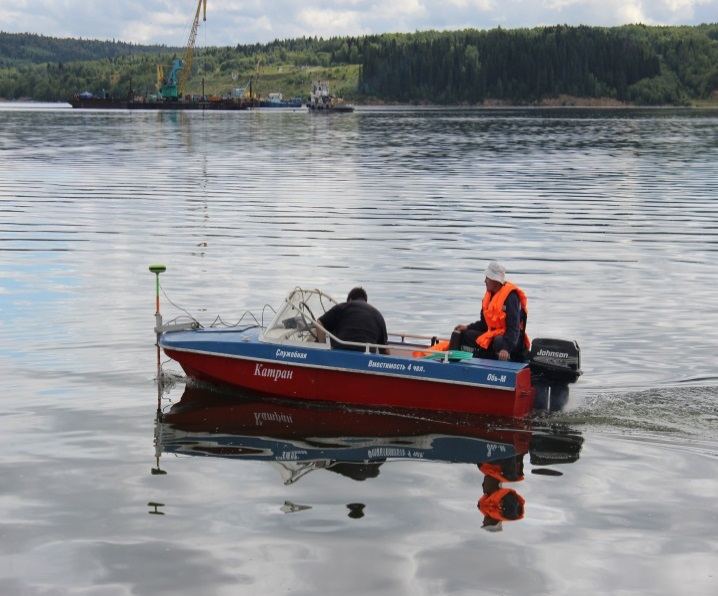 Служебная
Вместимость 4 чел.
Обь-М
Катран
Johnson